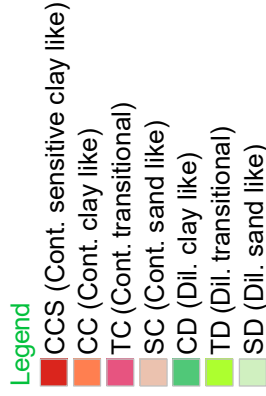 Legend
CCS (Cont. sensitive clay like)
CC (Cont. clay like)
TC (Cont. transitional)
SC (Cont. sand like)
CD (Dil. clay like)
TD (Dil. transitional)
SD (Dil. sand like)